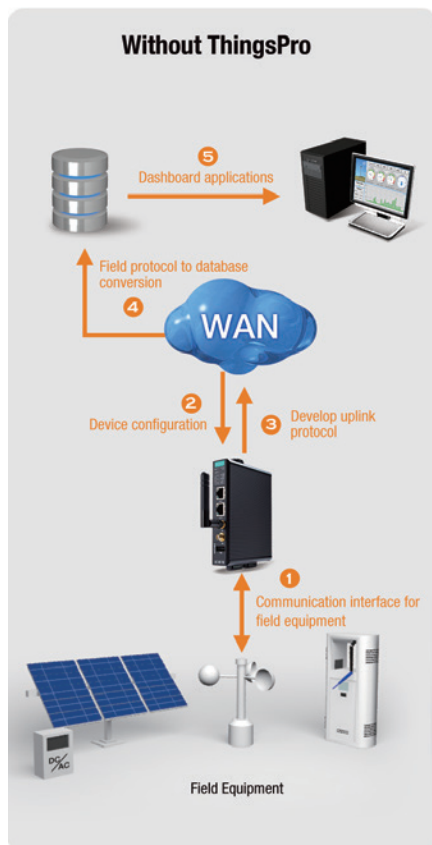 Without ThingsPro
5
Dashboard applications
Field protocol to database
conversion
4
WAN
2
Device configuration
3
Develop uplink
protocol
1
Communication interface for
field equipment
DC/
AC
Field Equipment